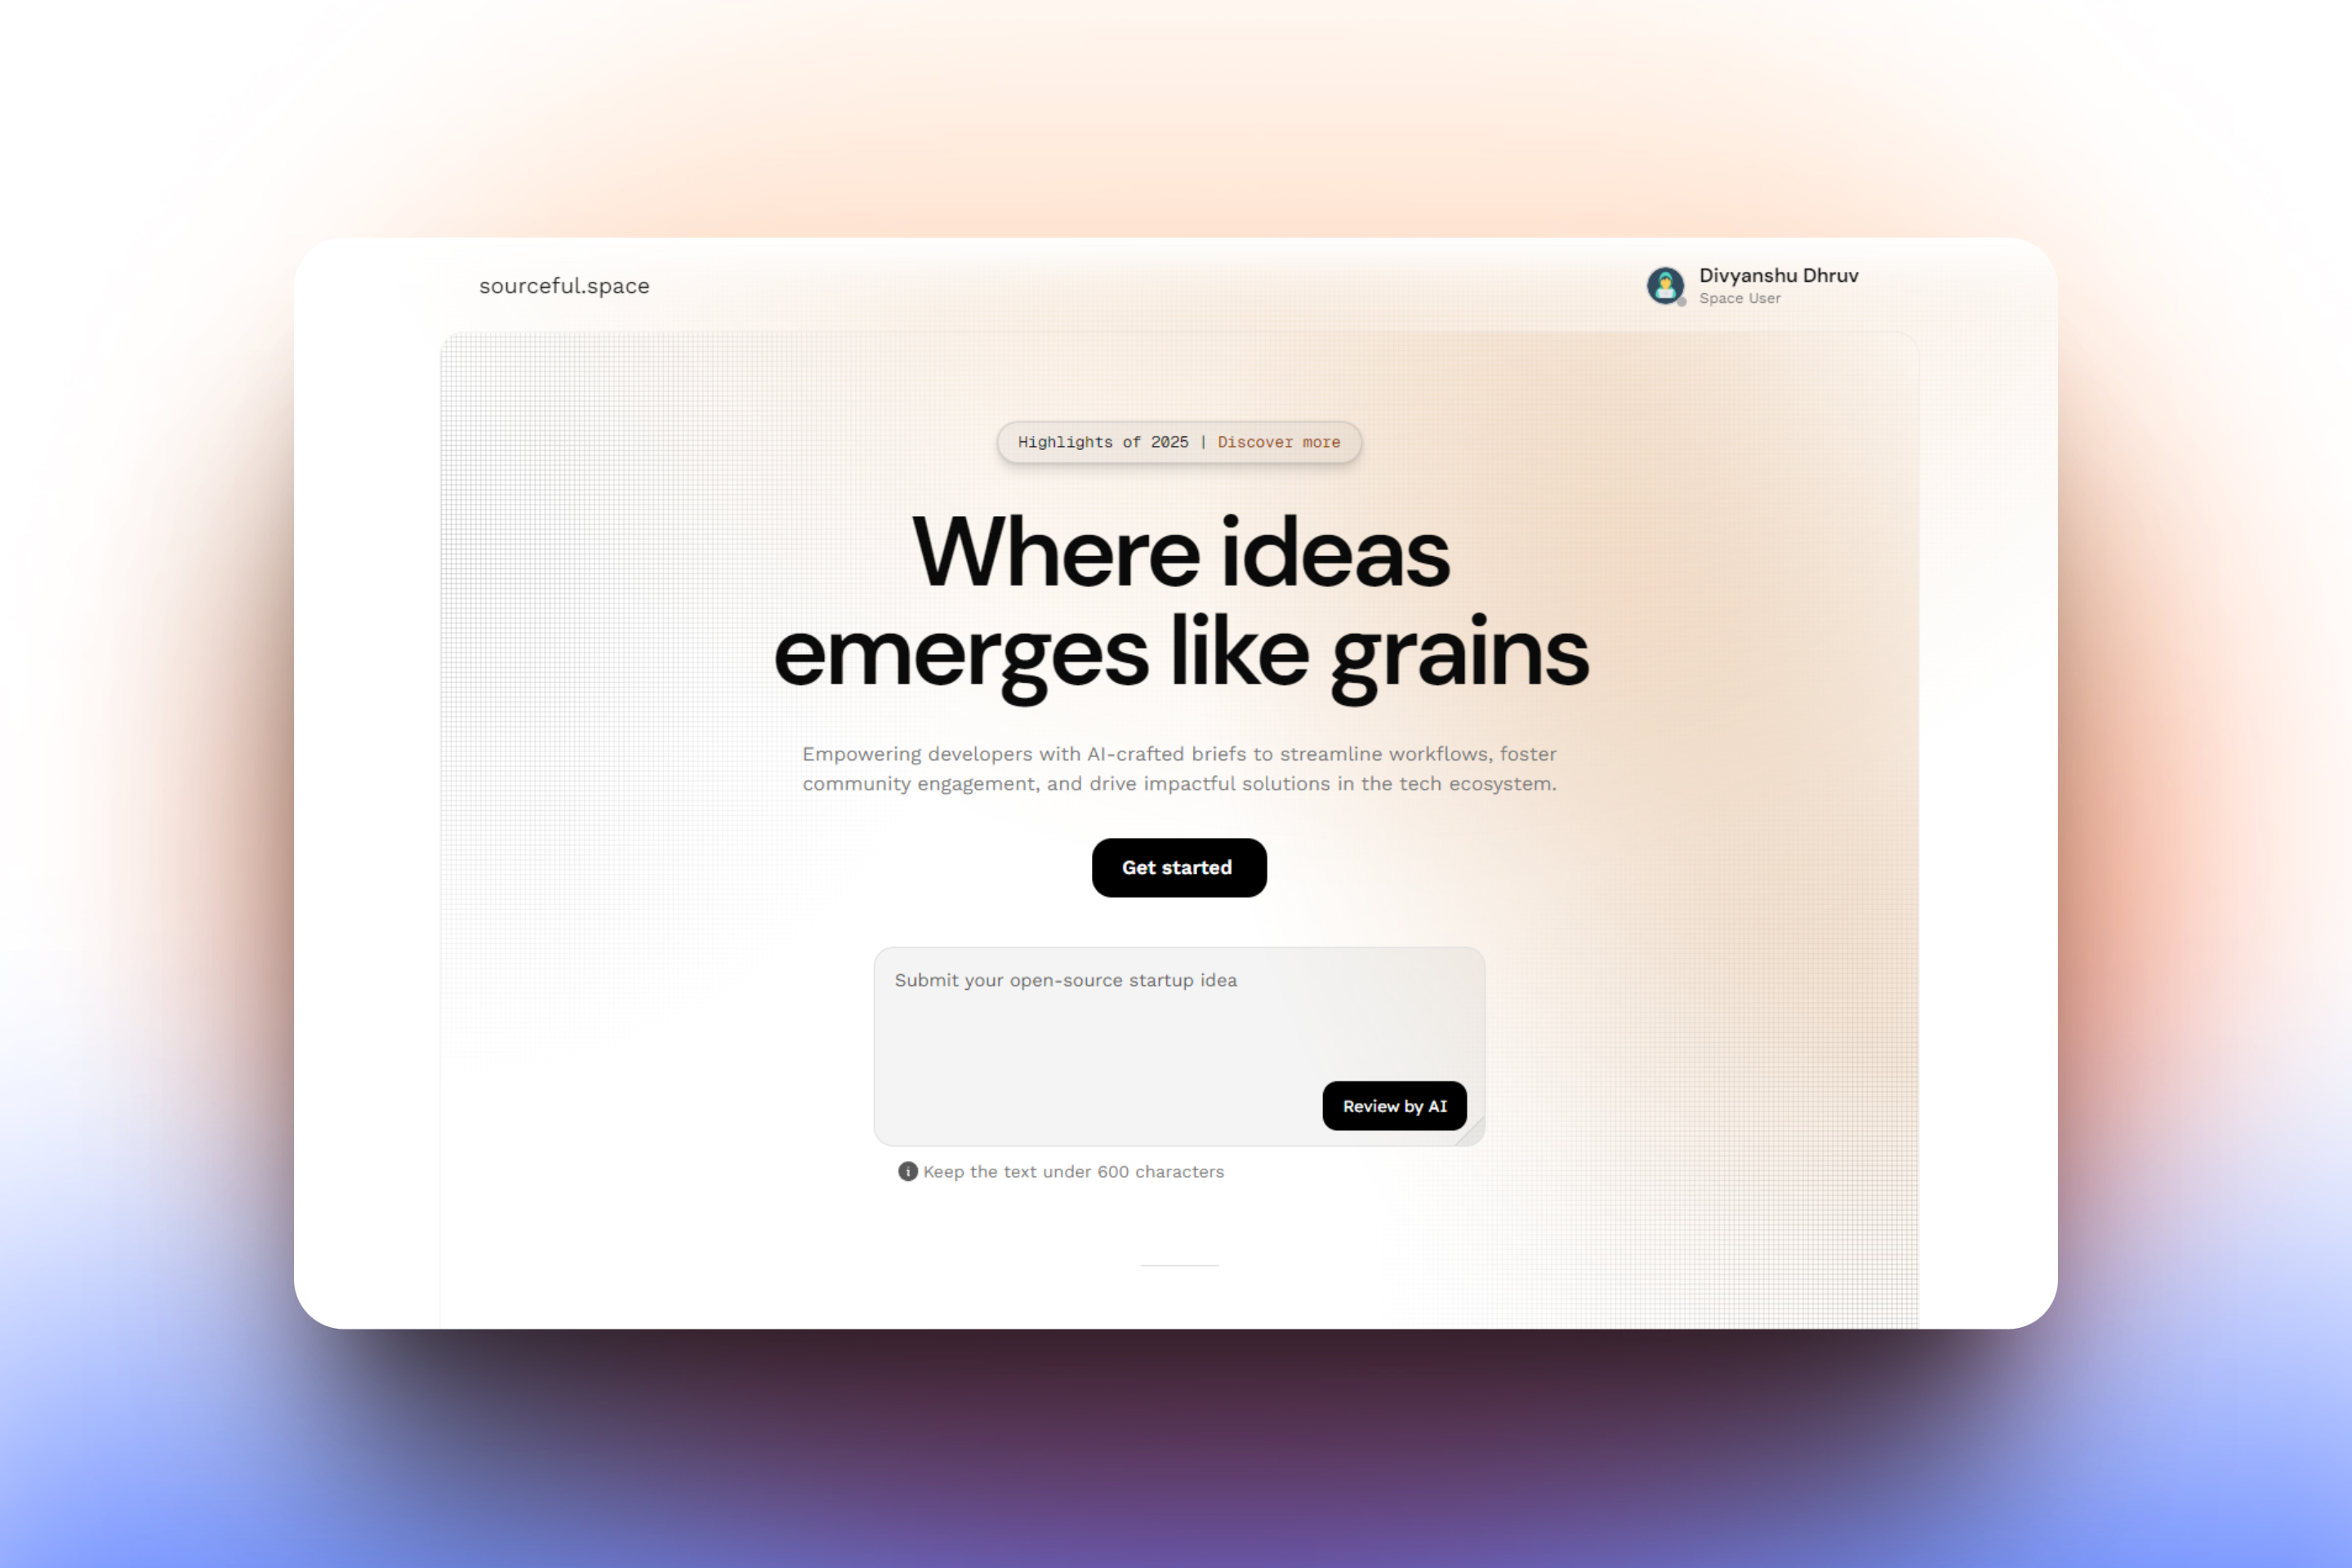 sourceful.space
Divyanshu Dhruv
Space User
Highlights of 2025 | Discover more
Where ideas
emerges like grains
Empowering developers with AI-crafted briefs to streamline workflows, foster
community engagement, and drive impactful solutions in the tech ecosystem.
Get started
Submit your open-source startup idea
Review by AI
Keep the text under 600 characters